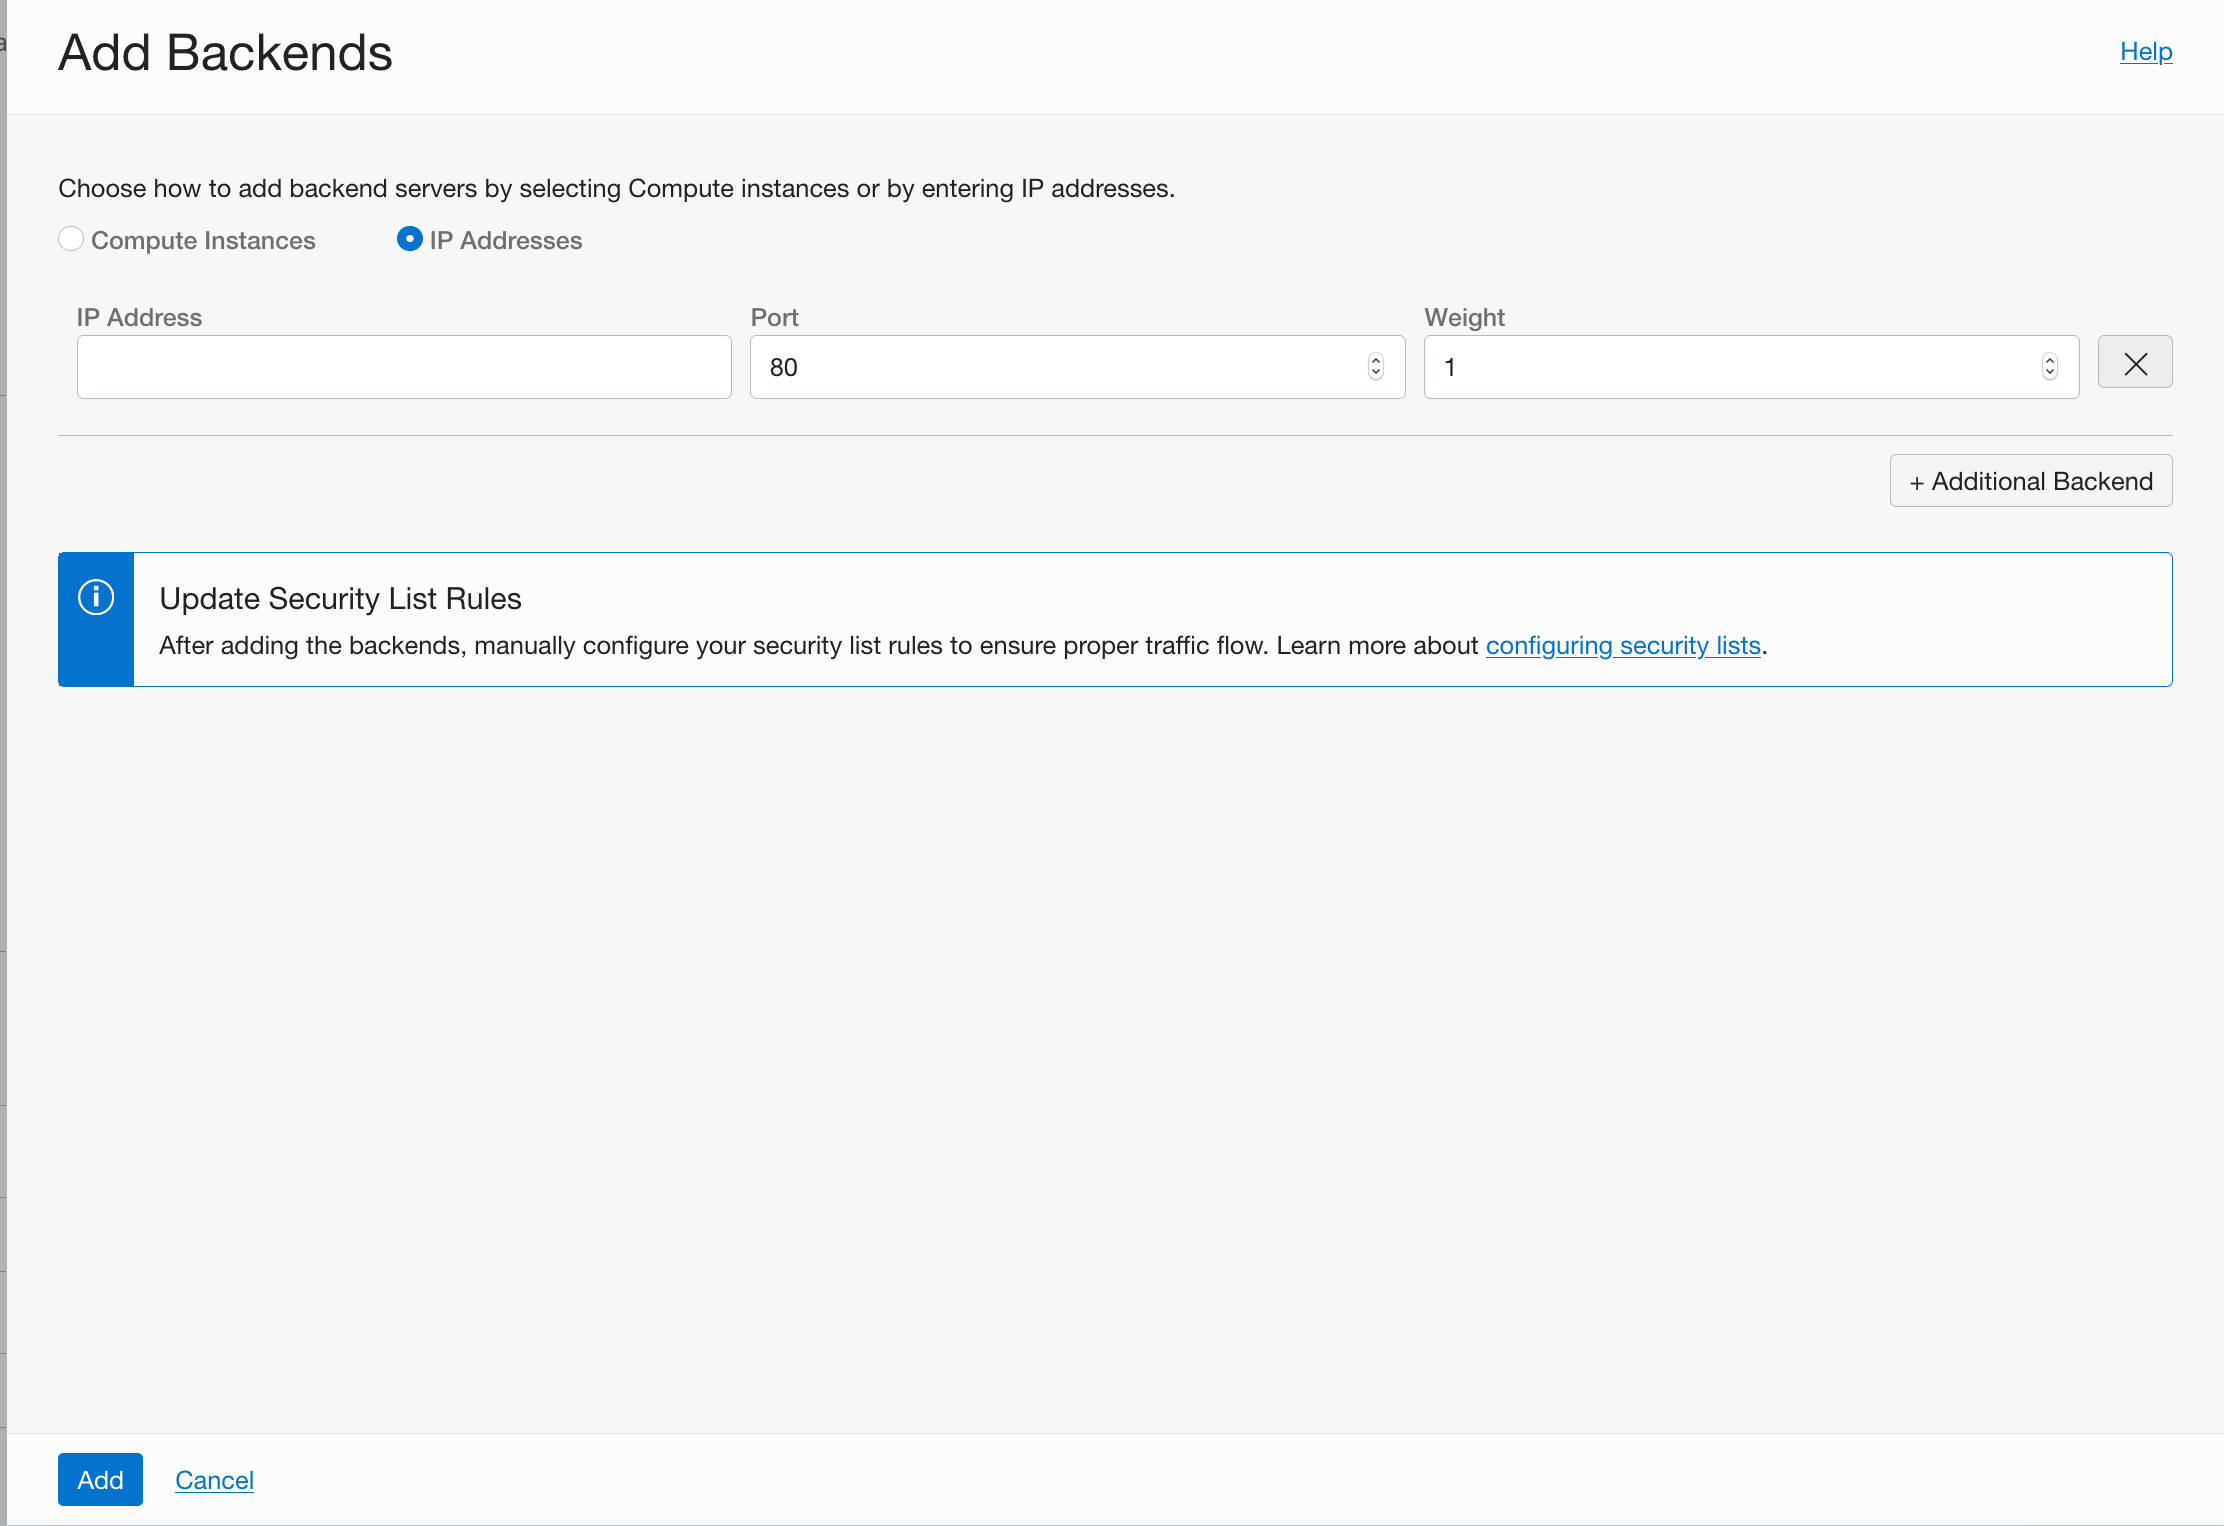 Add Backends
Help
Choose how to add backend servers by selecting Compute instances or by entering IP addresses.
Compute Instances
IP Addresses
IP Address
Port
Weight
80
1
+ Additional Backend
Update Security List Rules
After adding the backends, manually configure your security list rules to ensure proper traffic flow. Learn more about configuring security lists.
Add
Cancel